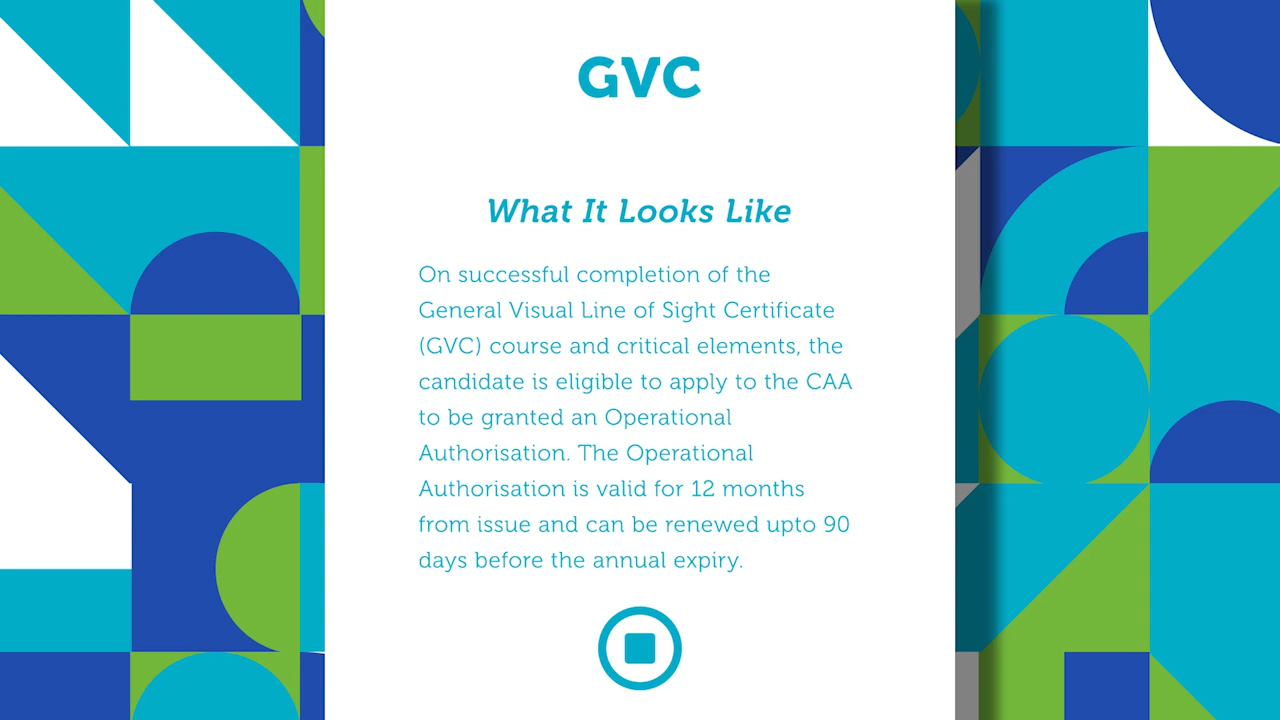 GVC
What It Looks Like
On successful completion of the
General Visual Line of Sight Certificate
(GVC) course and critical elements, the
candidate is eligible to apply to the CAA
to be granted an Operational
Authorisation. The Operational
Authorisation is valid for 12 months
from issue and can be renewed upto 90
days before the annual expiry.